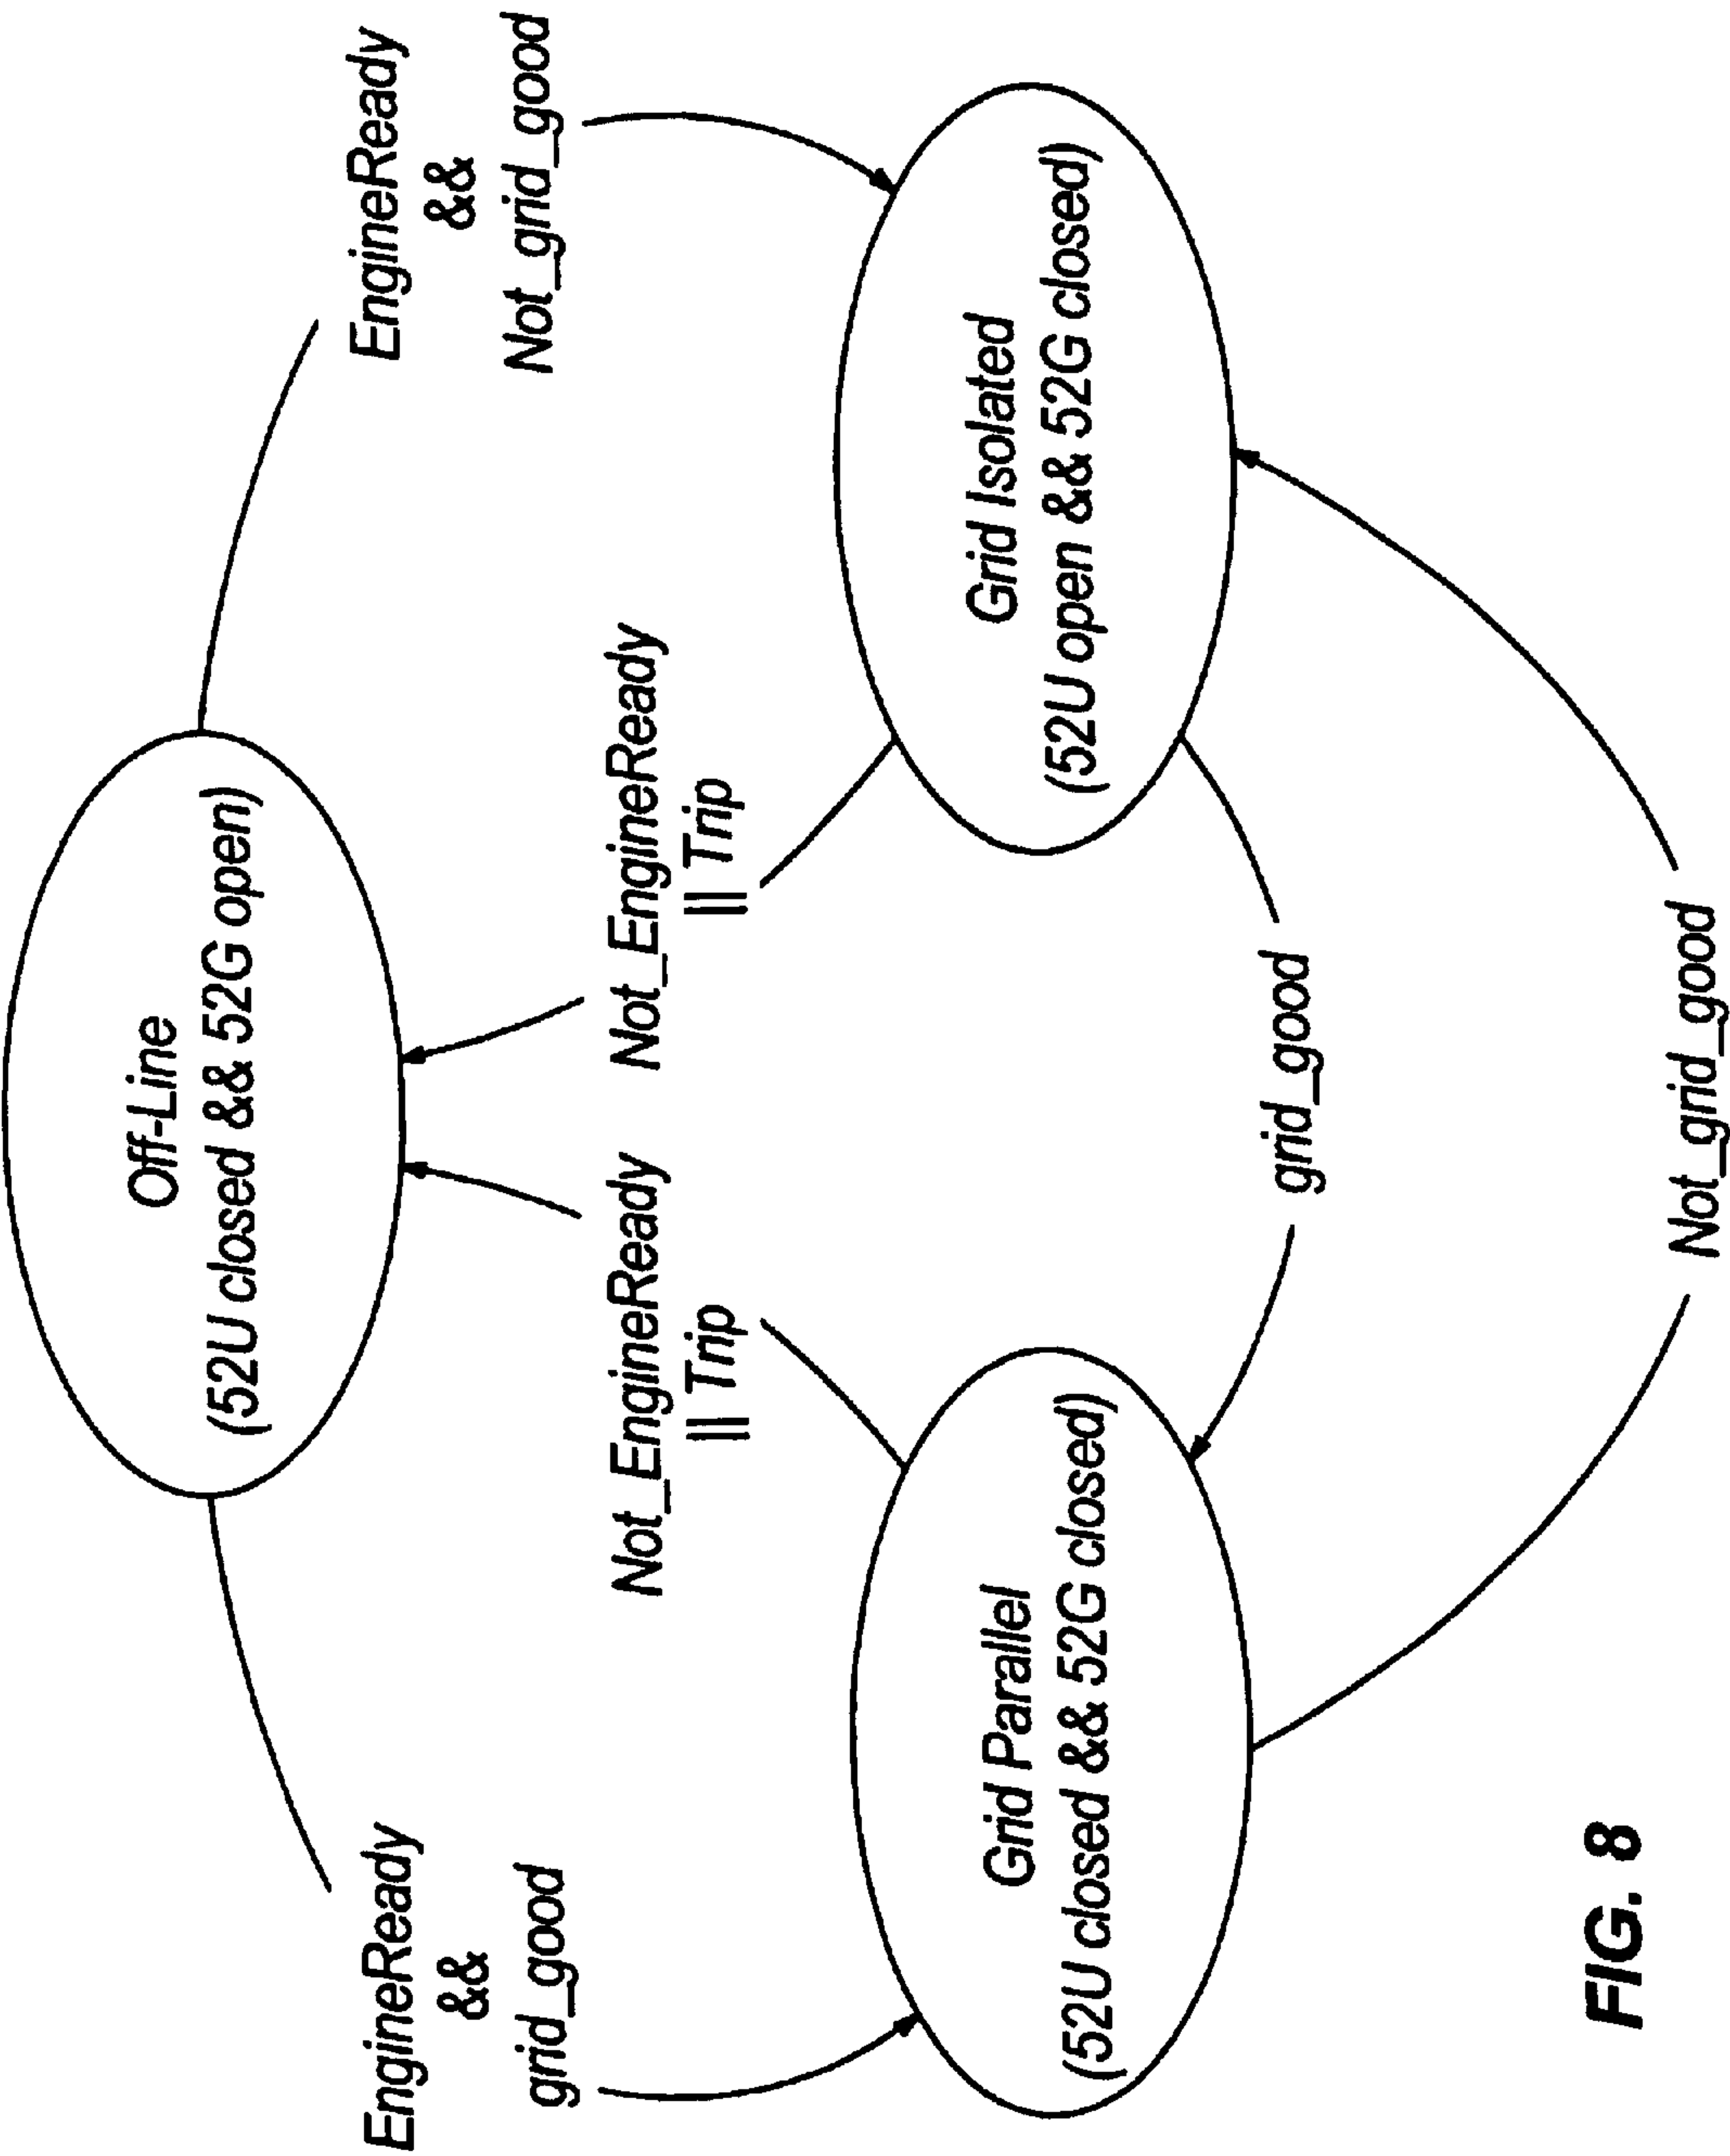 Off-Line
(52U closed && 52G open)
EngineReady
&&
grid_good
EngineReady
&&
Not_grid_good
Not_EngineReady
|| Trip
Not_EngineReady
|| Trip
Grid Parallel
(52U closed && 52G closed)
Grid Isolated
(52U open && 52G closed)
grid_good
Not_grid_good
FIG. 8